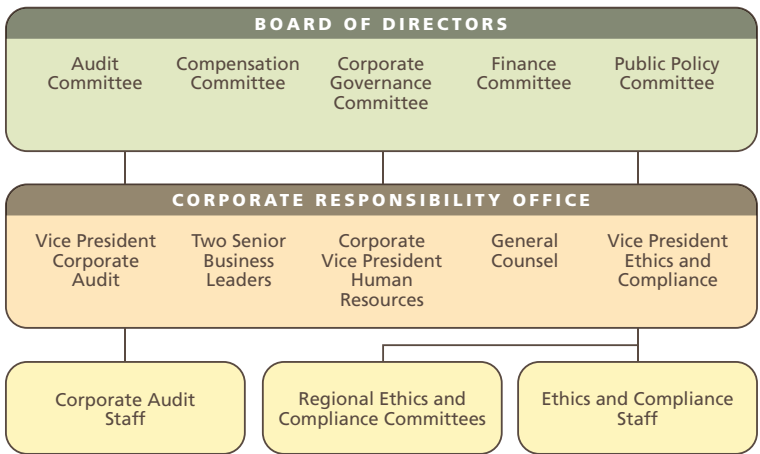 BOARD OF DIRECTORS
Audit
Committee
Compensation
Committee
Corporate
Governance
Committee
Finance
Committee
Public Policy
Committee
CORPORATE RESPONSIBILITY OFFICE
Vice President
Corporate
Audit
Two Senior
Business
Leaders
Corporate
Vice President
Human
Resources
General
Counsel
Vice President
Ethics and
Compliance
Corporate Audit
Staff
Regional Ethics and
Compliance Committees
Ethics and Compliance
Staff